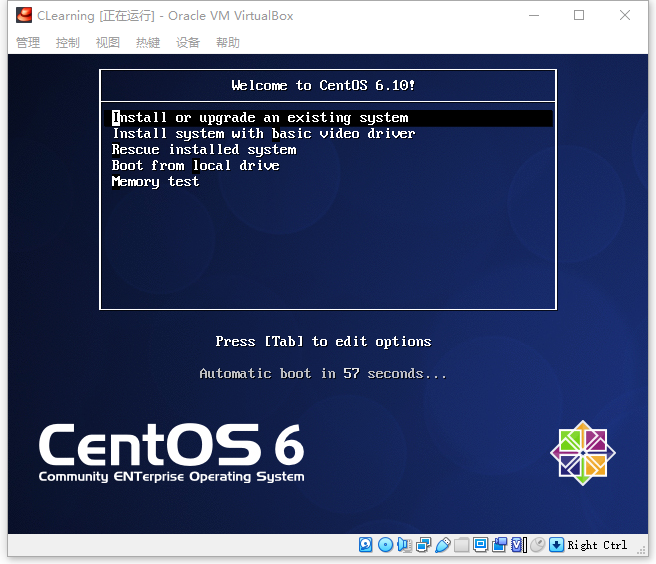 CLearning [正在运行] - Oracle VM VirtualBox
管理 控制 视图 热键 设备 帮助
Welcome to CentOS 6.10!
Install or upgrade an existing system
Install system with basic video driver
Rescue installed system
Boot from local drive
Memory test
Press [Tab] to edit options
Automatic boot in 57 seconds...
CentOS 6
Community ENTerprise Operating System
Right Ctrl